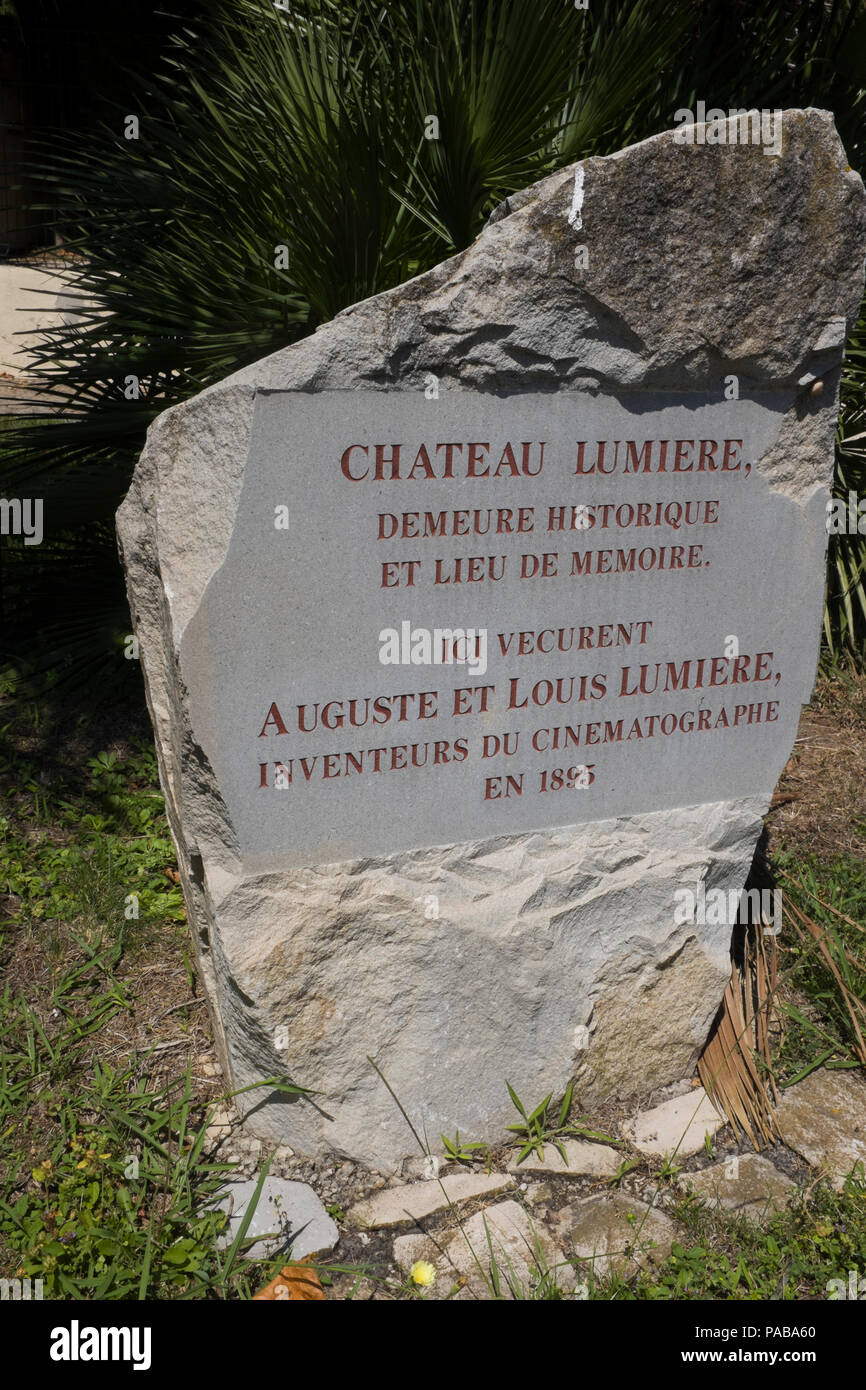 CHATEAU LUMIERE,
DEMEURE HISTORIQUE
ET LIEU DE MEMOIRE.
ICI VECURENT
AUGUSTE ET LOUIS LUMIERE,
INVENTEURS DU CINEMATOGRAPHE
EN 1895
a
alamy
alamy
Image ID: PABA60
www.alamy.com